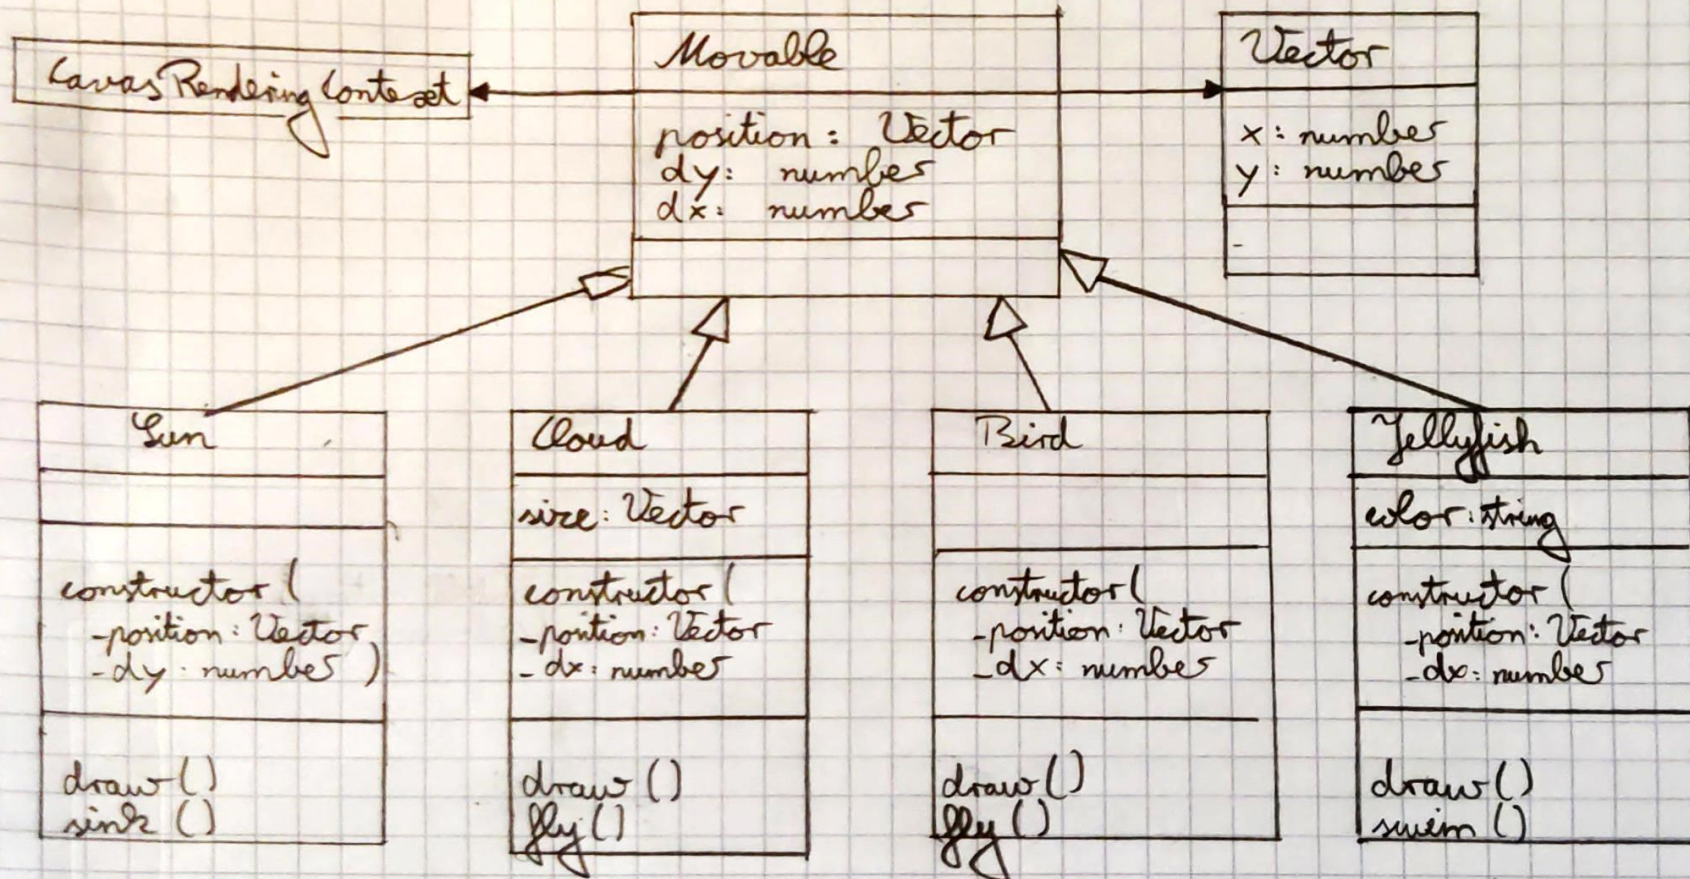 CavasRenderingContext
Movable
position: Vector
dy: number
dx: number
Vector
x: number
y: number
-
Sun
constructor(
_position: Vector
_dy: number)
draw()
sink()
Cloud
size: Vector
constructor(
_position: Vector
_dx: number
draw()
fly()
Bird
constructor(
_position: Vector
_dx: number
draw()
fly()
Jellyfish
color: string
constructor(
_position: Vector
_dx: number
draw()
swim()